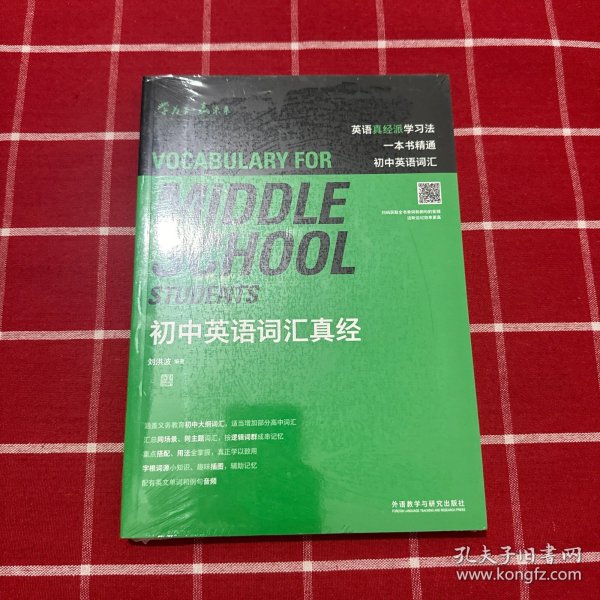 英语真经派学习法
一本书精通
初中英语词汇
VOCABULARY FOR
MIDDLE
SCHOOL
STUDENTS
初中英语词汇真经
刘洪波 编著
涵盖义务教育初中大纲词汇，适当增加部分高中词汇
汇总同场景、同主题词汇，按逻辑词群成串记忆
重点搭配、用法全掌握，真正学以致用
字根词源小知识、趣味插图，辅助记忆
配有英文单词和例句音频
外语教学与研究出版社
FOREIGN LANGUAGE TEACHING AND RESEARCH PRESS
孔夫子旧书网
www.kongfz.com